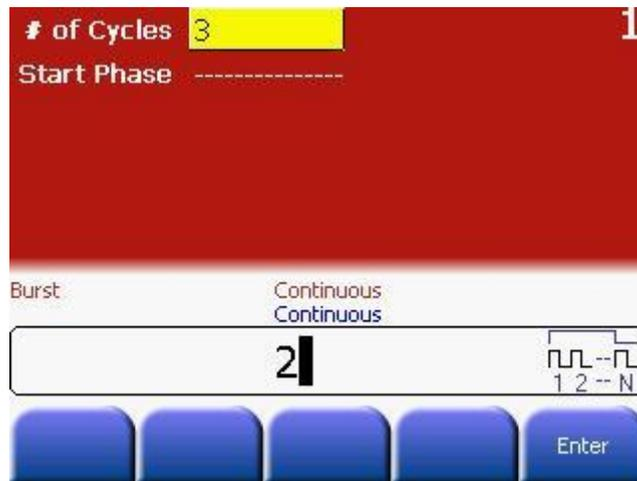 # of Cycles 3 1
Start Phase ---------------
Burst Continuous
Continuous
2
1 2 -- N
Enter